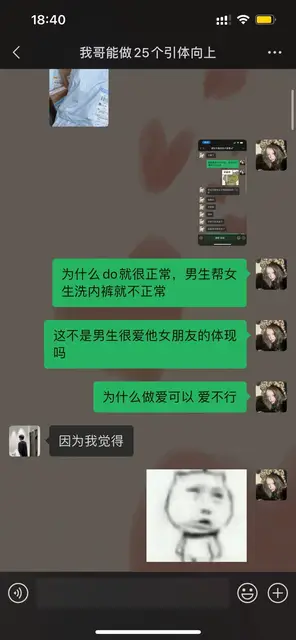 18:40
我哥能做25个引体向上
为什么do就很正常，男生帮女
生洗内裤就不正常
这不是男生很爱他女朋友的体现
吗
为什么做爱可以 爱不行
因为我觉得